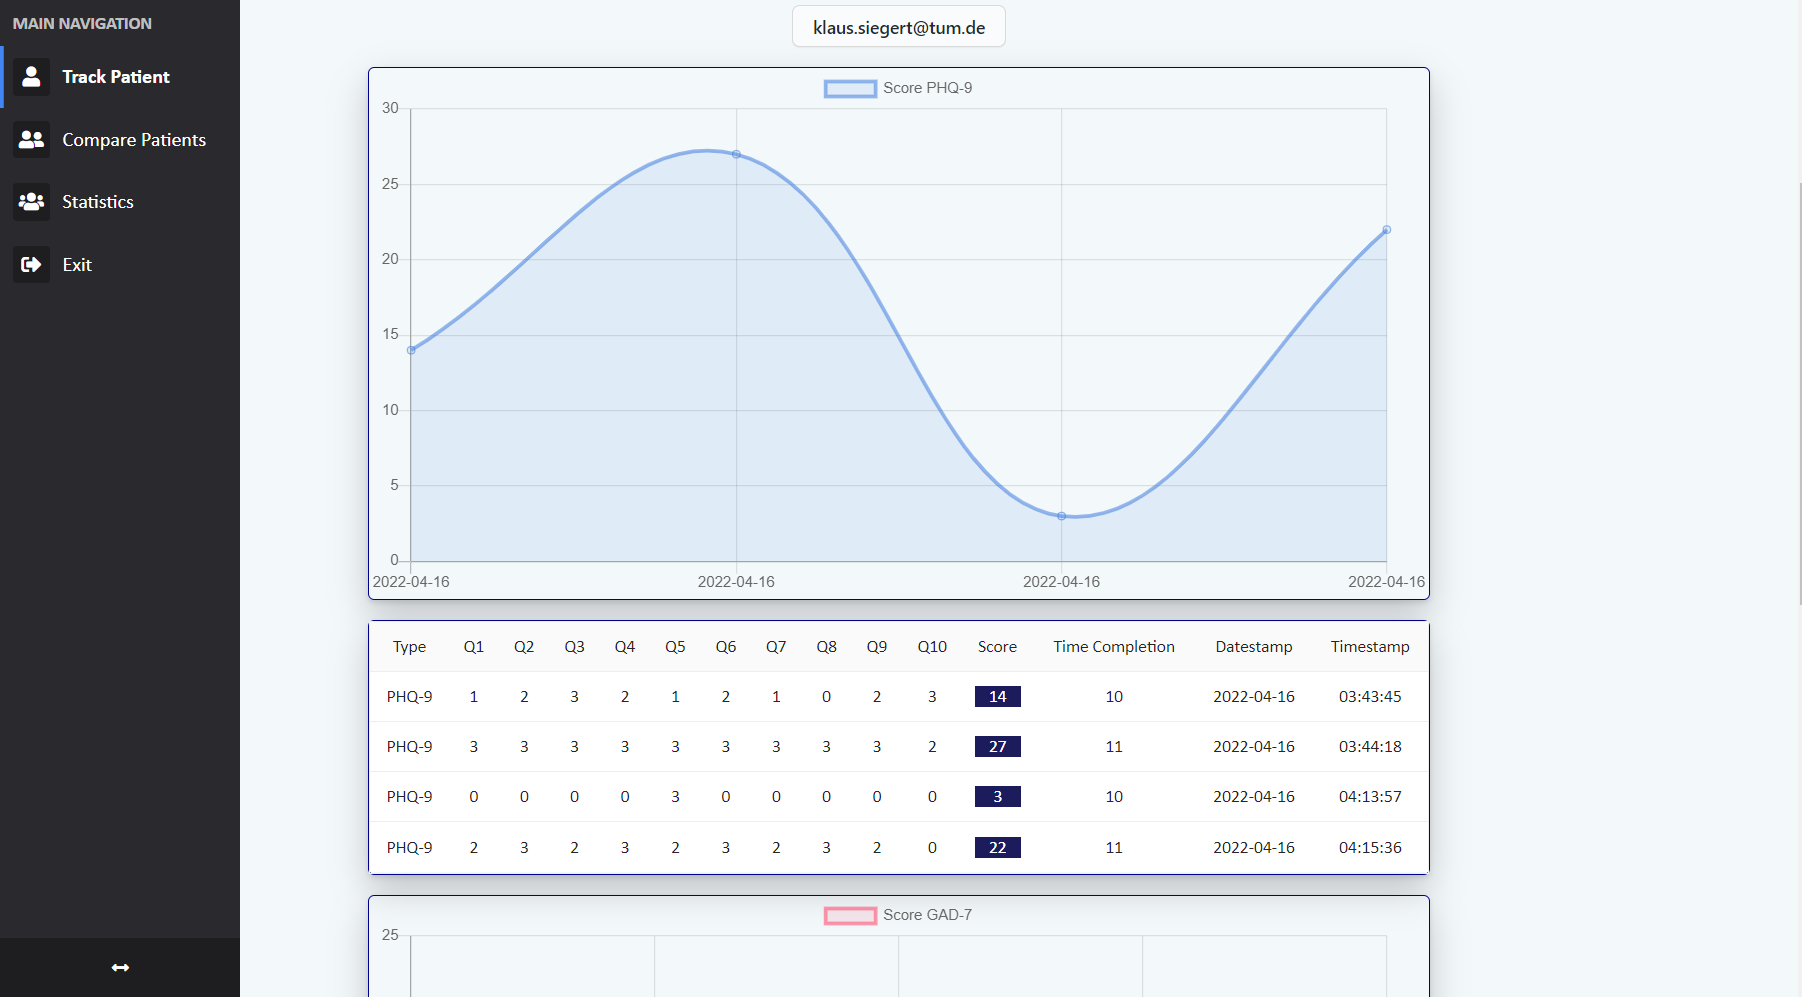 MAIN NAVIGATION
Track Patient
Compare Patients
Statistics
Exit
klaus.siegert@tum.de
Score PHQ-9
30
25
20
15
10
5
0
2022-04-16 2022-04-16 2022-04-16 2022-04-16
Type Q1 Q2 Q3 Q4 Q5 Q6 Q7 Q8 Q9 Q10 Score Time Completion Datestamp Timestamp
PHQ-9 1 2 3 2 1 2 1 0 2 3 14 10 2022-04-16 03:43:45
PHQ-9 3 3 3 3 3 3 3 3 3 2 27 11 2022-04-16 03:44:18
PHQ-9 0 0 0 0 3 0 0 0 0 0 3 10 2022-04-16 04:13:57
PHQ-9 2 3 2 3 2 3 2 3 2 0 22 11 2022-04-16 04:15:36
Score GAD-7
25